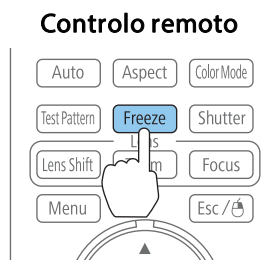 Controlo remoto
Auto Aspect Color Mode
Test Pattern Freeze Shutter
Lens Shift Focus
Menu Esc /